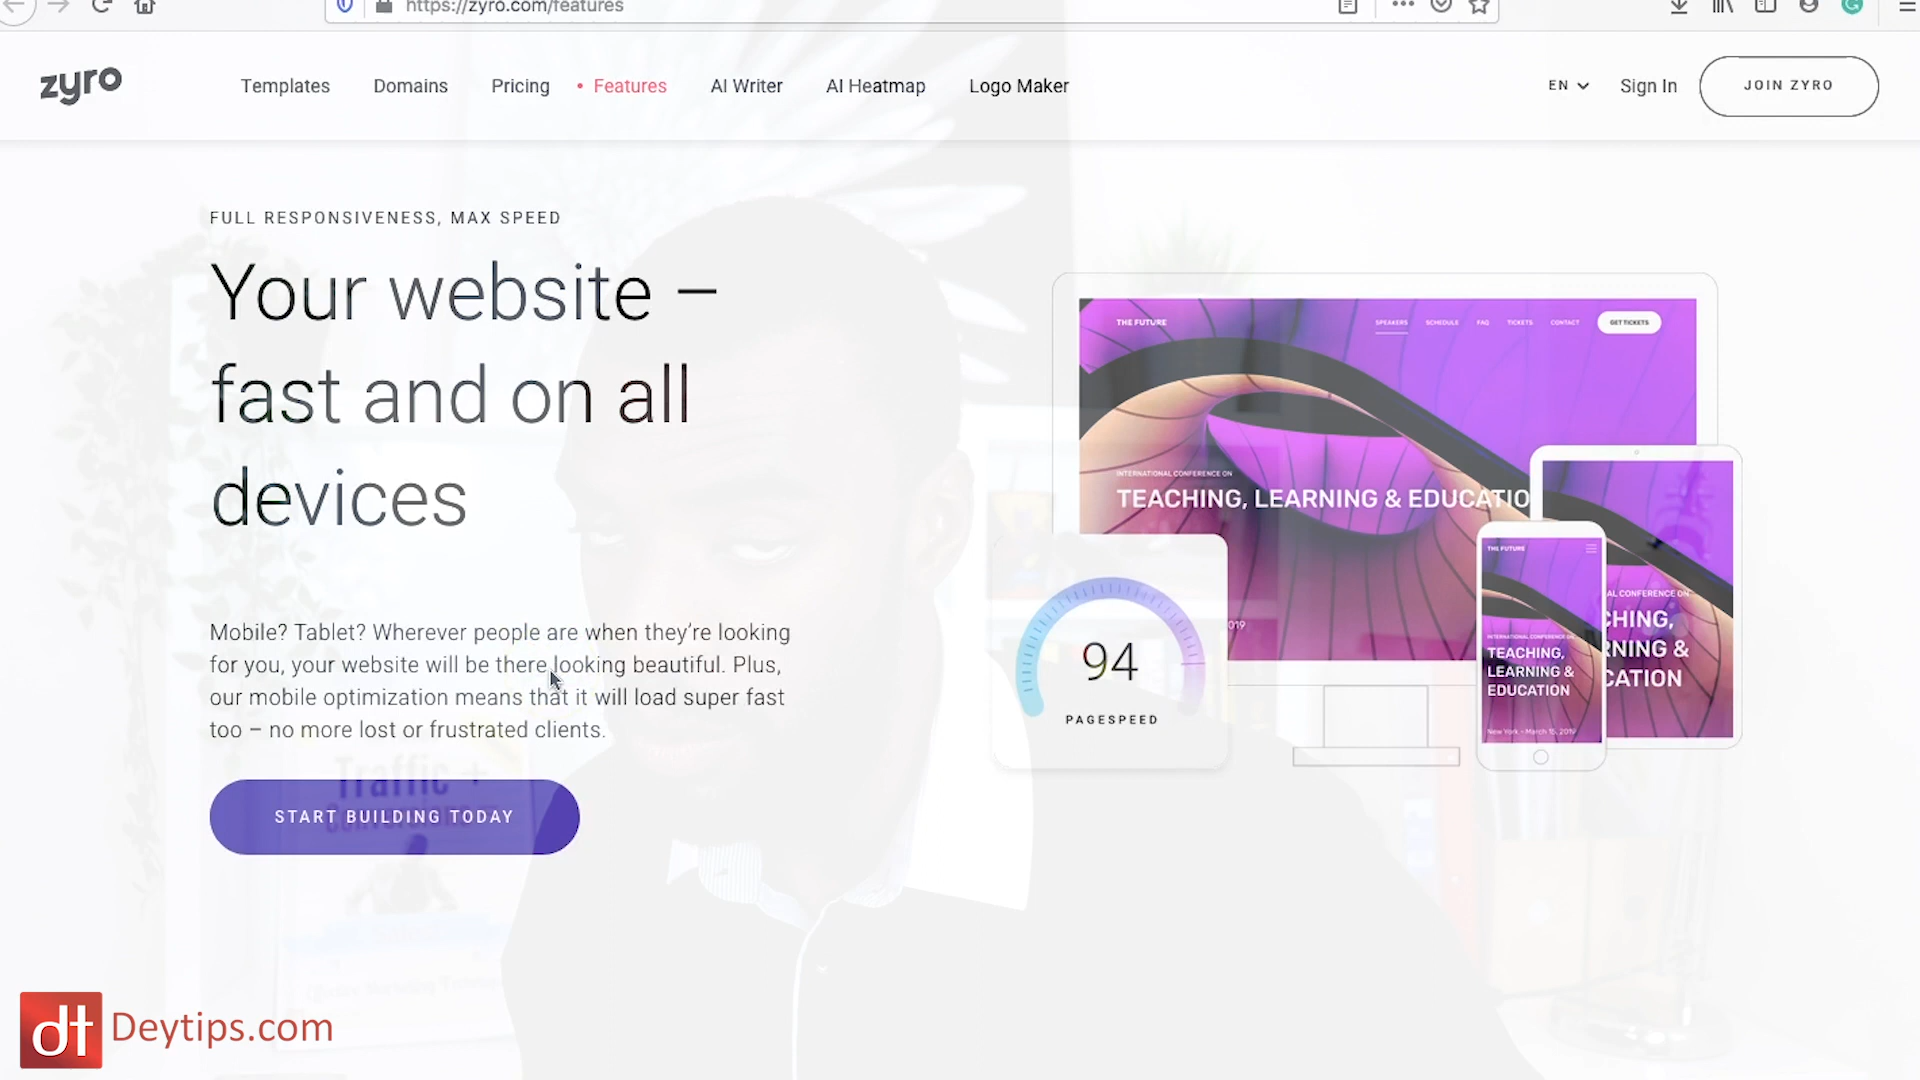 https://zyro.com/features
zyro
Templates
Domains
Pricing
• Features
AI Writer
AI Heatmap
Logo Maker
EN
Sign In
JOIN ZYRO
FULL RESPONSIVENESS, MAX SPEED
Your website –
fast and on all
devices
Mobile? Tablet? Wherever people are when they’re looking
for you, your website will be there looking beautiful. Plus,
our mobile optimization means that it will load super fast
too – no more lost or frustrated clients.
Traffic +
START BUILDING TODAY
THE FUTURE
SPEAKERS
SCHEDULE
FAQ
TICKETS
CONTACT
GET TICKETS
INTERNATIONAL CONFERENCE ON
TEACHING, LEARNING & EDUCATIO
2019
94
PAGESPEED
THE FUTURE
INTERNATIONAL CONFERENCE ON
TEACHING,
LEARNING &
EDUCATION
New York - March 15, 2019
AL CONFERENCE ON
CHING,
RNING &
CATION
dt Deytips.com